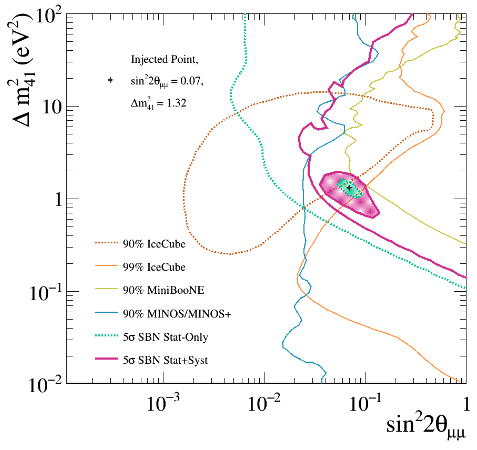 Δ m²₄₁ (eV²)
10²
10
1
10⁻¹
10⁻²
Injected Point,
+ sin²2θμμ = 0.07,
Δm²₄₁ = 1.32
90% IceCube
99% IceCube
90% MiniBooNE
90% MINOS/MINOS+
5σ SBN Stat-Only
5σ SBN Stat+Syst
10⁻³ 10⁻² 10⁻¹ 1
sin²2θμμ